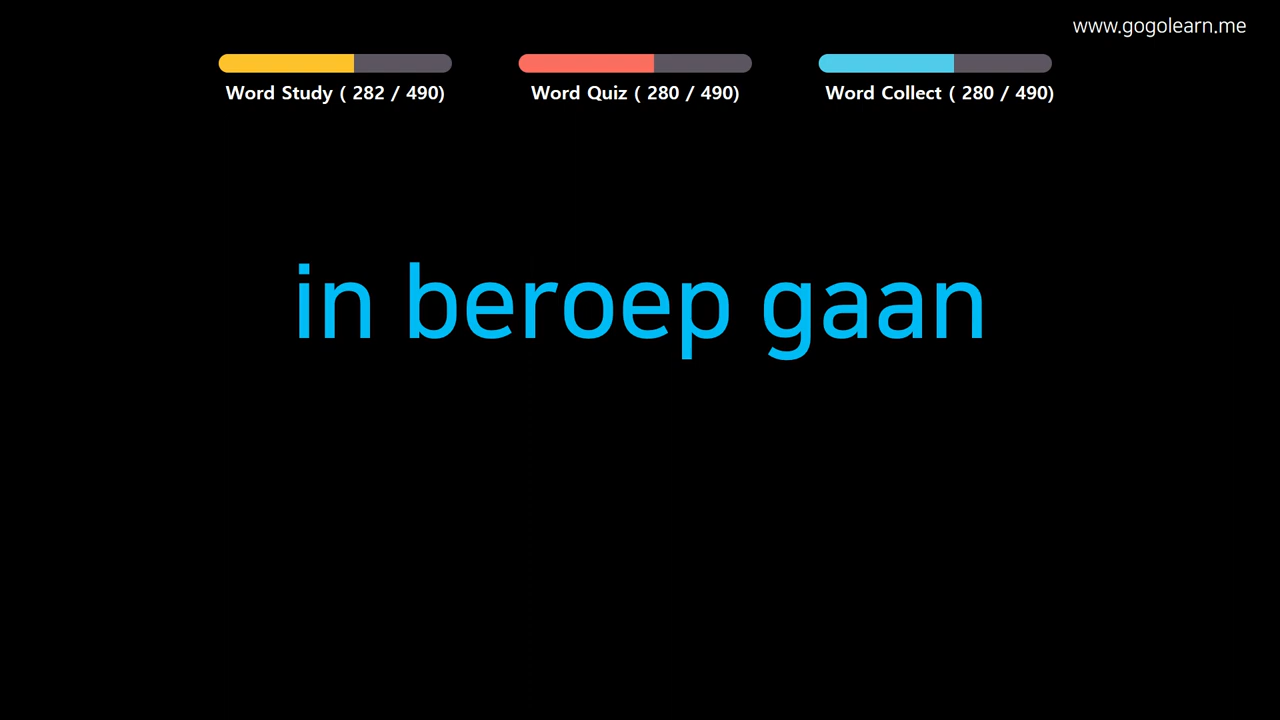 www.gogolearn.me
Word Study ( 282 / 490)
Word Quiz ( 280 / 490)
Word Collect ( 280 / 490)
in beroep gaan